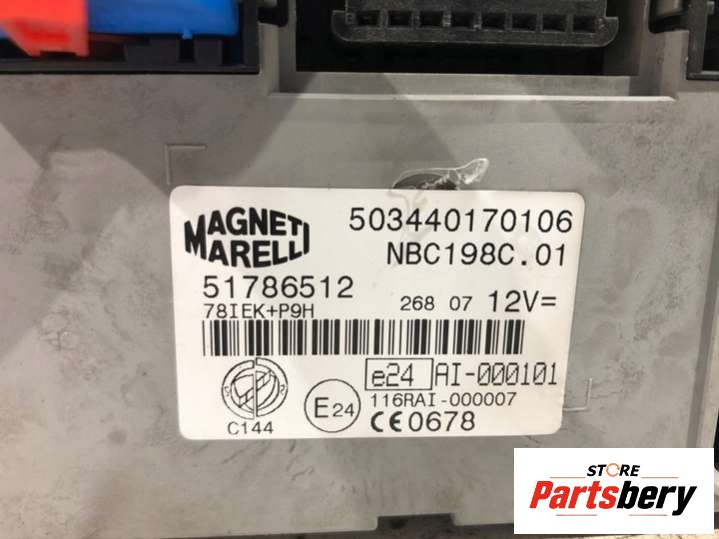 MAGNETI
MARELLI
503440170106
NBC198C.01
51786512
268 07 12V=
78IEK+P9H
e24 AI-000101
116RAI-000007
E24
CE0678
C144
STORE
Partsbery